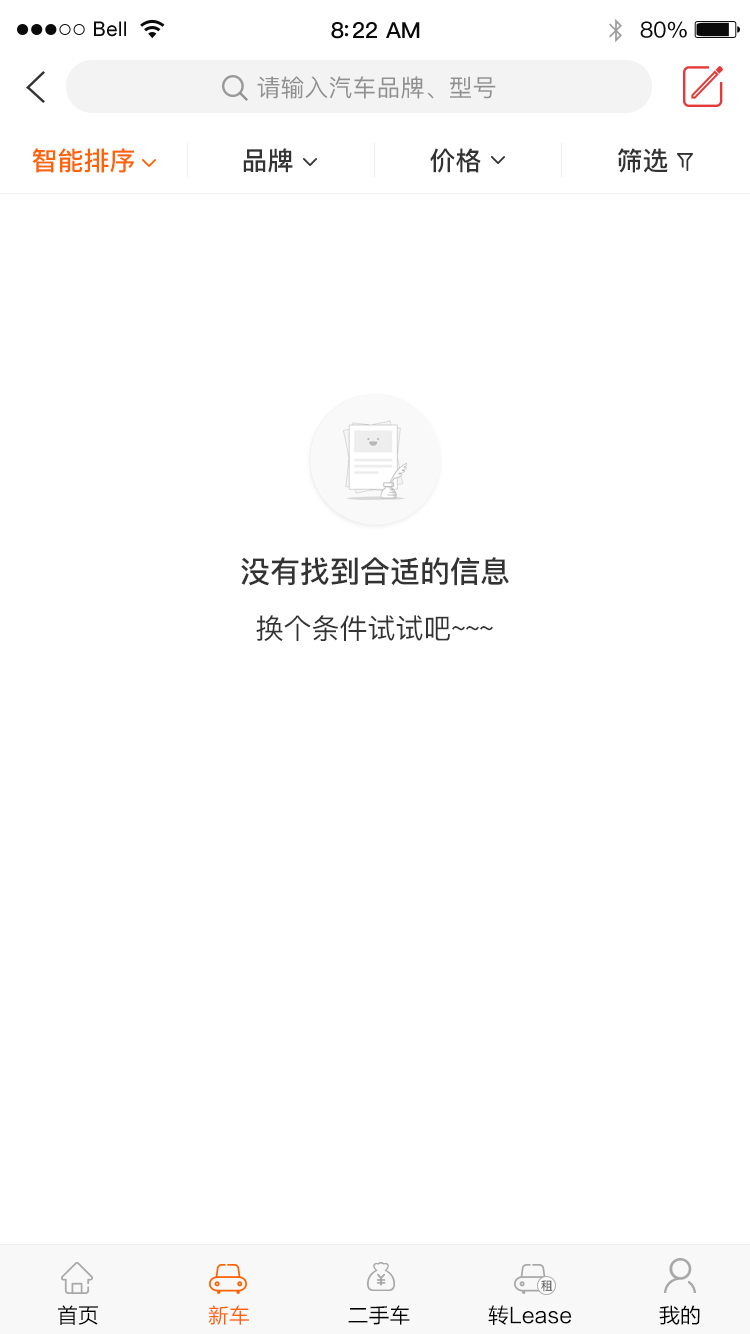 Bell 8:22 AM 80%
请输入汽车品牌、型号
智能排序 品牌 价格 筛选
没有找到合适的信息
换个条件试试吧~~~
¥ 租
首页 新车 二手车 转Lease 我的